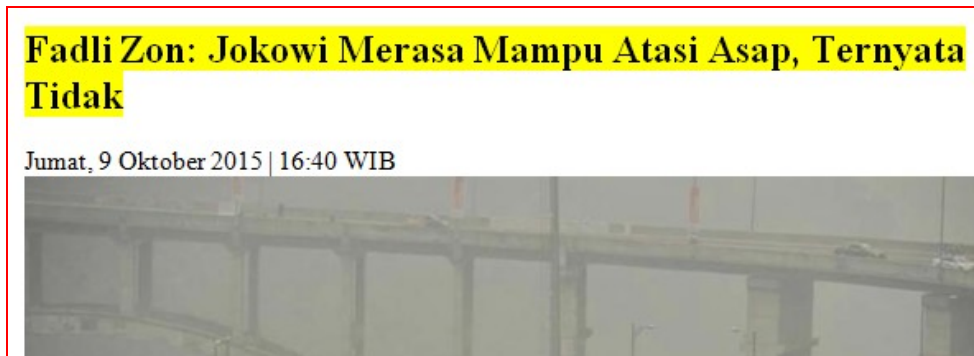 Fadli Zon: Jokowi Merasa Mampu Atasi Asap, Ternyata
Tidak
Jumat, 9 Oktober 2015 | 16:40 WIB